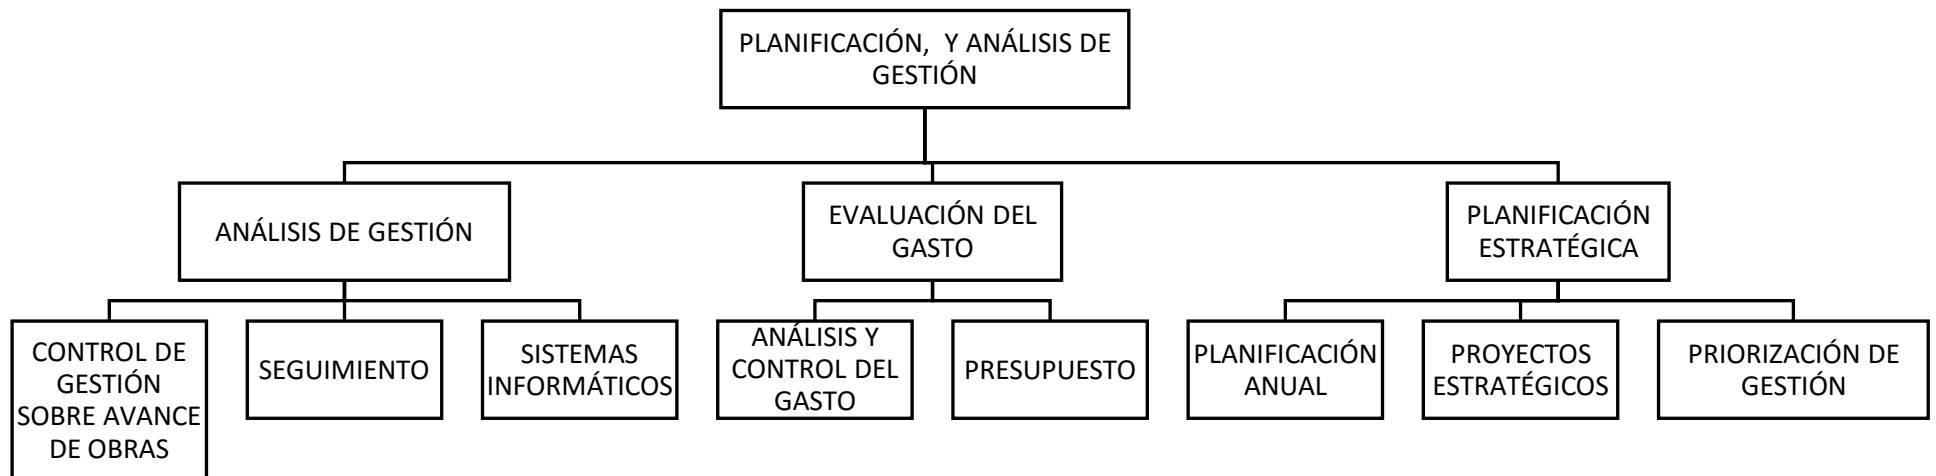 PLANIFICACIÓN,  Y ANÁLISIS DE
GESTIÓN
ANÁLISIS DE GESTIÓN
EVALUACIÓN DEL
GASTO
PLANIFICACIÓN
ESTRATÉGICA
CONTROL DE
GESTIÓN
SOBRE AVANCE
DE OBRAS
SEGUIMIENTO
SISTEMAS
INFORMÁTICOS
ANÁLISIS Y
CONTROL DEL
GASTO
PRESUPUESTO
PLANIFICACIÓN
ANUAL
PROYECTOS
ESTRATÉGICOS
PRIORIZACIÓN DE
GESTIÓN